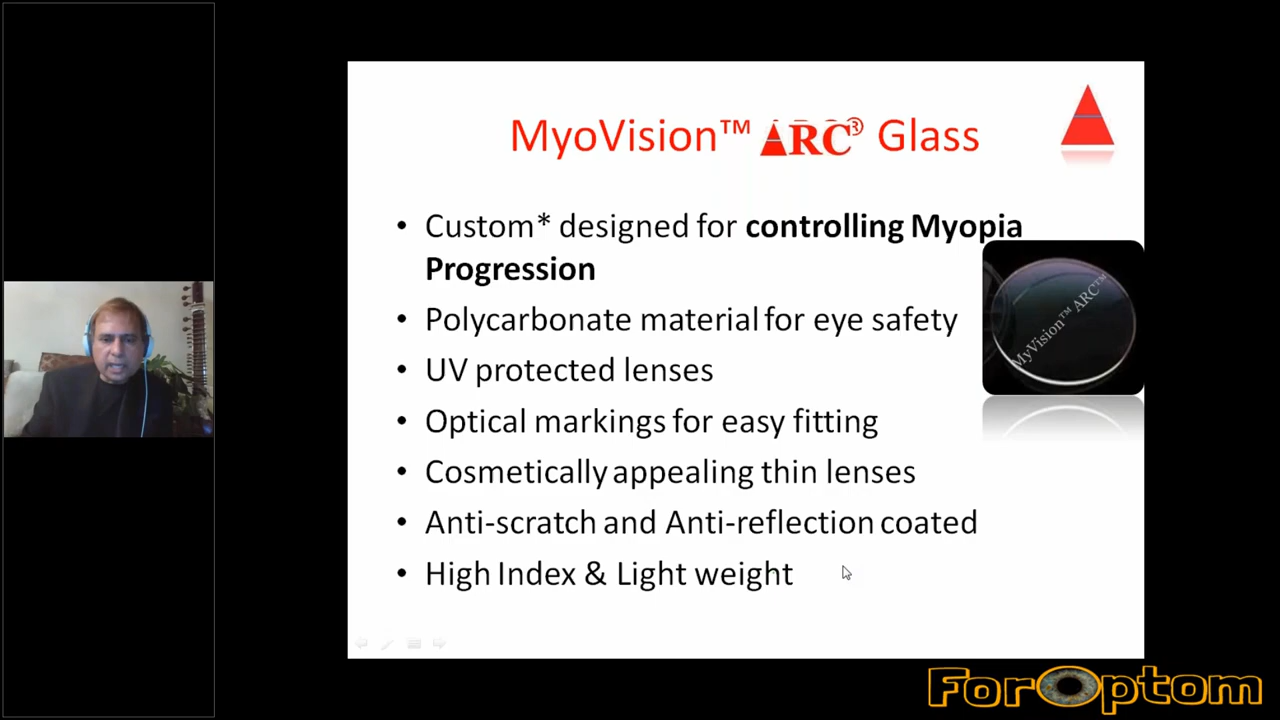 MyoVision™ ARC® Glass
• Custom* designed for controlling Myopia
Progression
• Polycarbonate material for eye safety
• UV protected lenses
• Optical markings for easy fitting
• Cosmetically appealing thin lenses
• Anti-scratch and Anti-reflection coated
• High Index & Light weight
MyVision™ ARC™
ForOptom